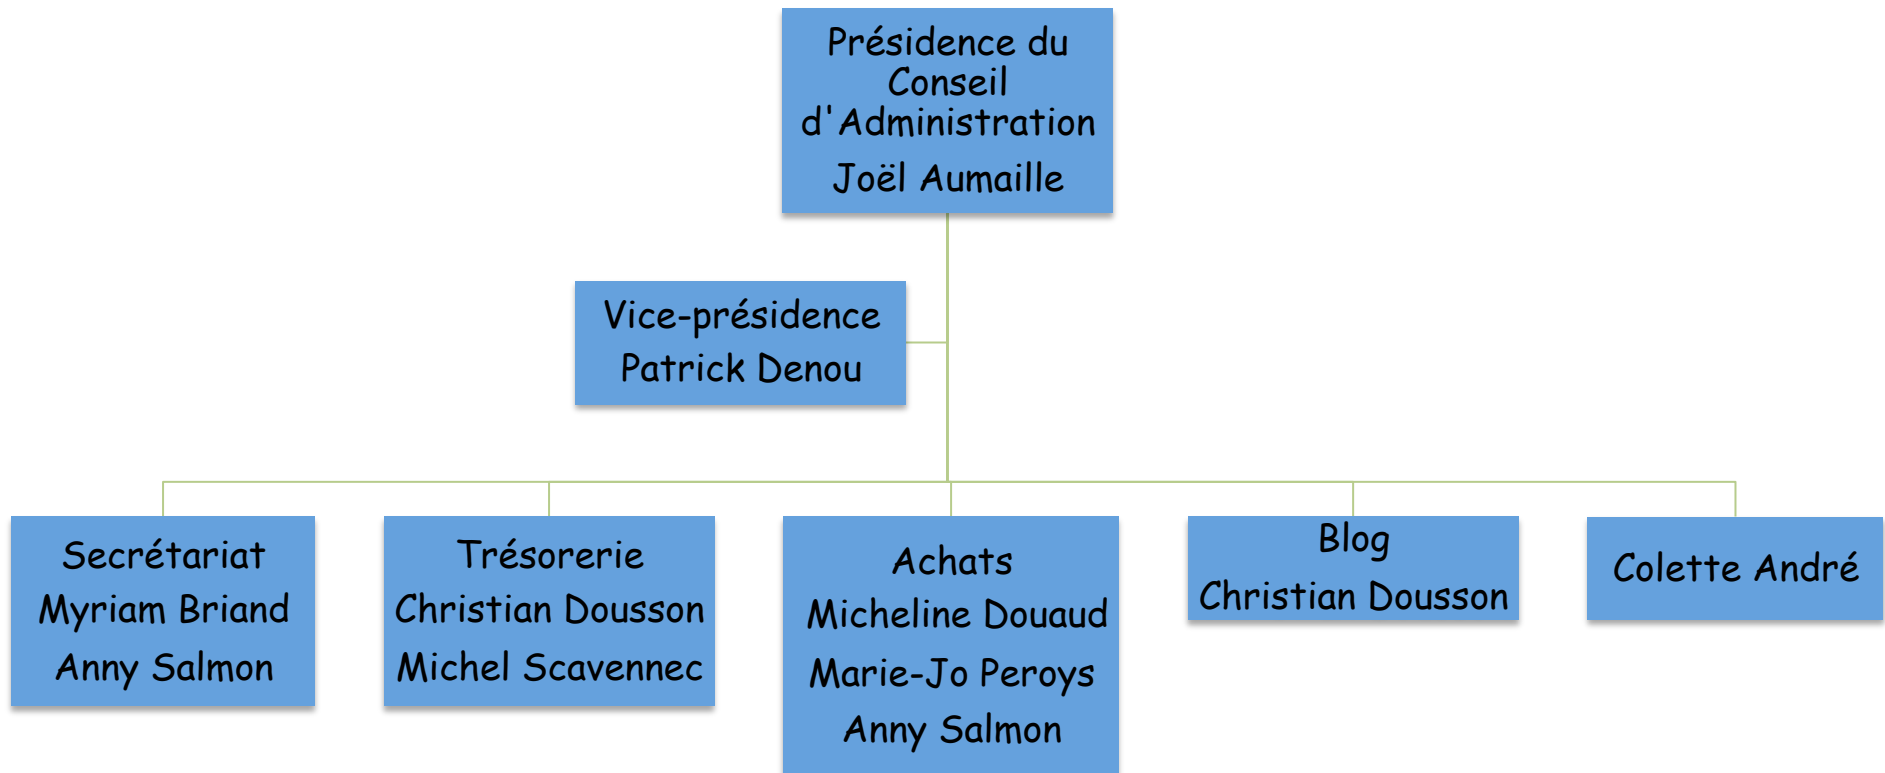 Présidence du
Conseil
d'Administration
Joël Aumaille
Vice-présidence
Patrick Denou
Secrétariat
Myriam Briand
Anny Salmon
Trésorerie
Christian Dousson
Michel Scavennec
Achats
Micheline Douaud
Marie-Jo Peroys
Anny Salmon
Blog
Christian Dousson
Colette André